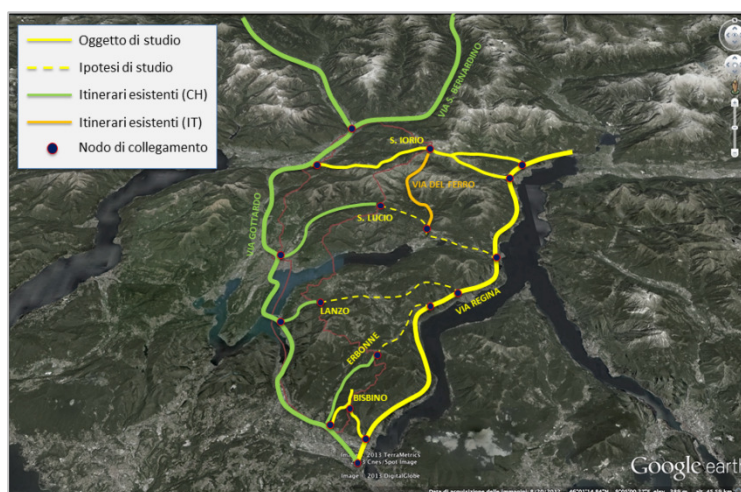 Oggetto di studio
Ipotesi di studio
Itinerari esistenti (CH)
Itinerari esistenti (IT)
Nodo di collegamento
VIA S. BERNARDINO
S. IORIO
VIA DEL FERRO
VIA GOTTARDO
S. LUCIO
LANZO
VIA REGINA
ERBONNE
BISBINO
2013 TerraMetrics
Cnes/Spot Image
2013 DigitalGlobe
Google earth